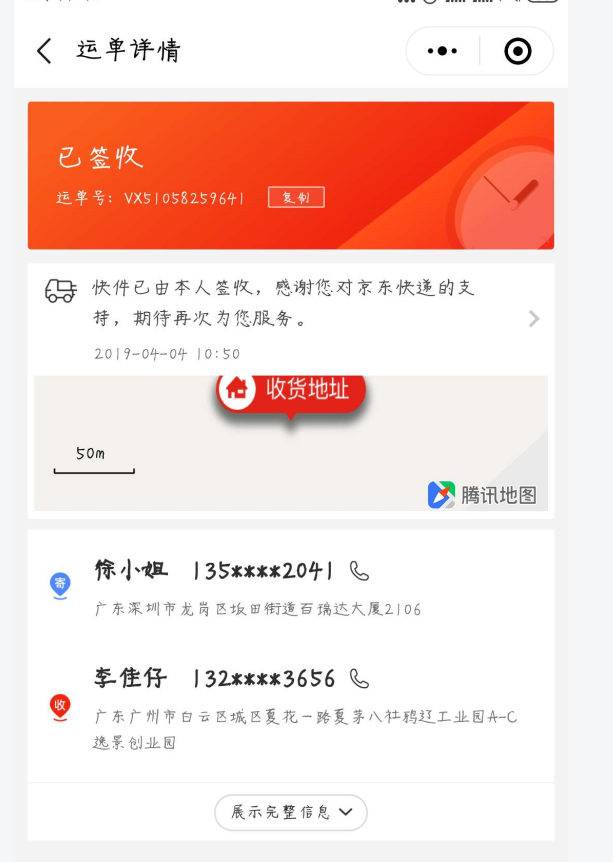 运单详情
已签收
运单号: VX51058259641 复制
快件已由本人签收，感谢您对京东快递的支
持，期待再次为您服务。
2019-04-04 10:50
收货地址
50m
腾讯地图
寄 徐小姐 135****2041
广东深圳市龙岗区坂田街道百瑞达大厦2106
收 李佳仔 132****3656
广东广州市白云区城区夏花一路夏茅八社鸦辽工业园A-C
逸景创业园
展示完整信息